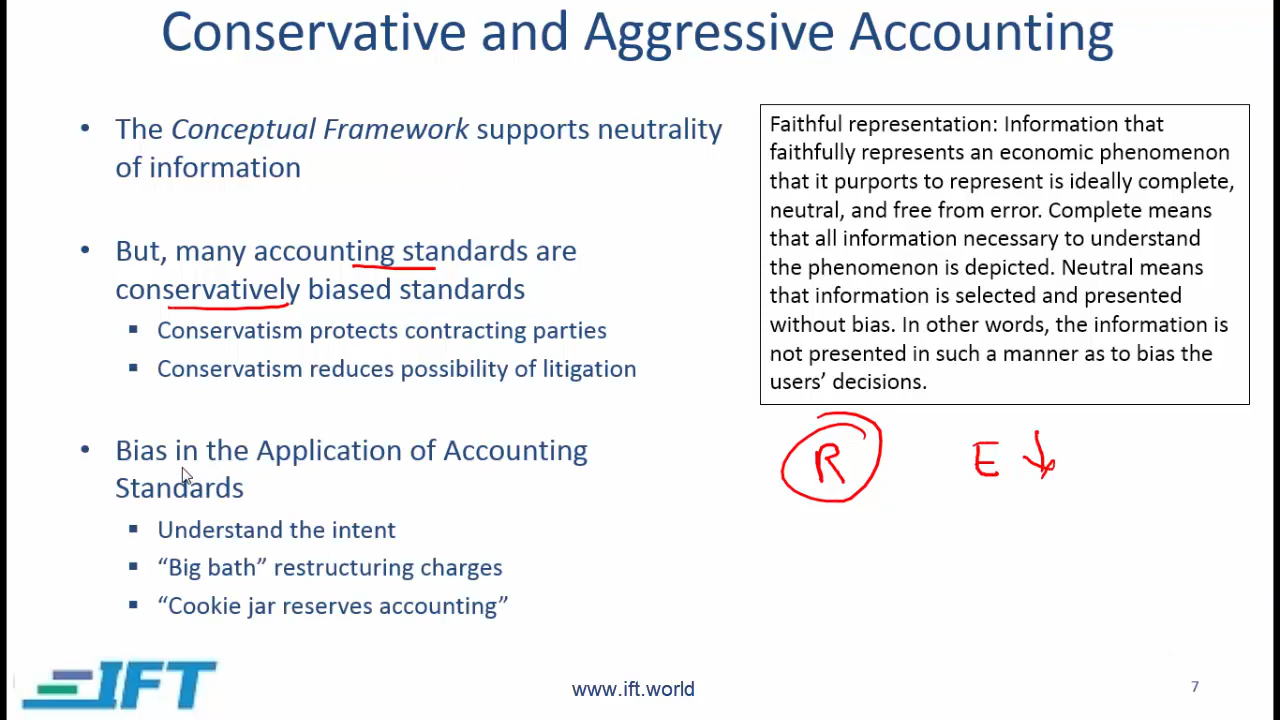 Conservative and Aggressive Accounting
• The Conceptual Framework supports neutrality
of information
• But, many accounting standards are
conservatively biased standards
▪ Conservatism protects contracting parties
▪ Conservatism reduces possibility of litigation
• Bias in the Application of Accounting
Standards
▪ Understand the intent
▪ “Big bath” restructuring charges
▪ “Cookie jar reserves accounting”
Faithful representation: Information that
faithfully represents an economic phenomenon
that it purports to represent is ideally complete,
neutral, and free from error. Complete means
that all information necessary to understand
the phenomenon is depicted. Neutral means
that information is selected and presented
without bias. In other words, the information is
not presented in such a manner as to bias the
users’ decisions.
R E ↓
IFT
www.ift.world
7